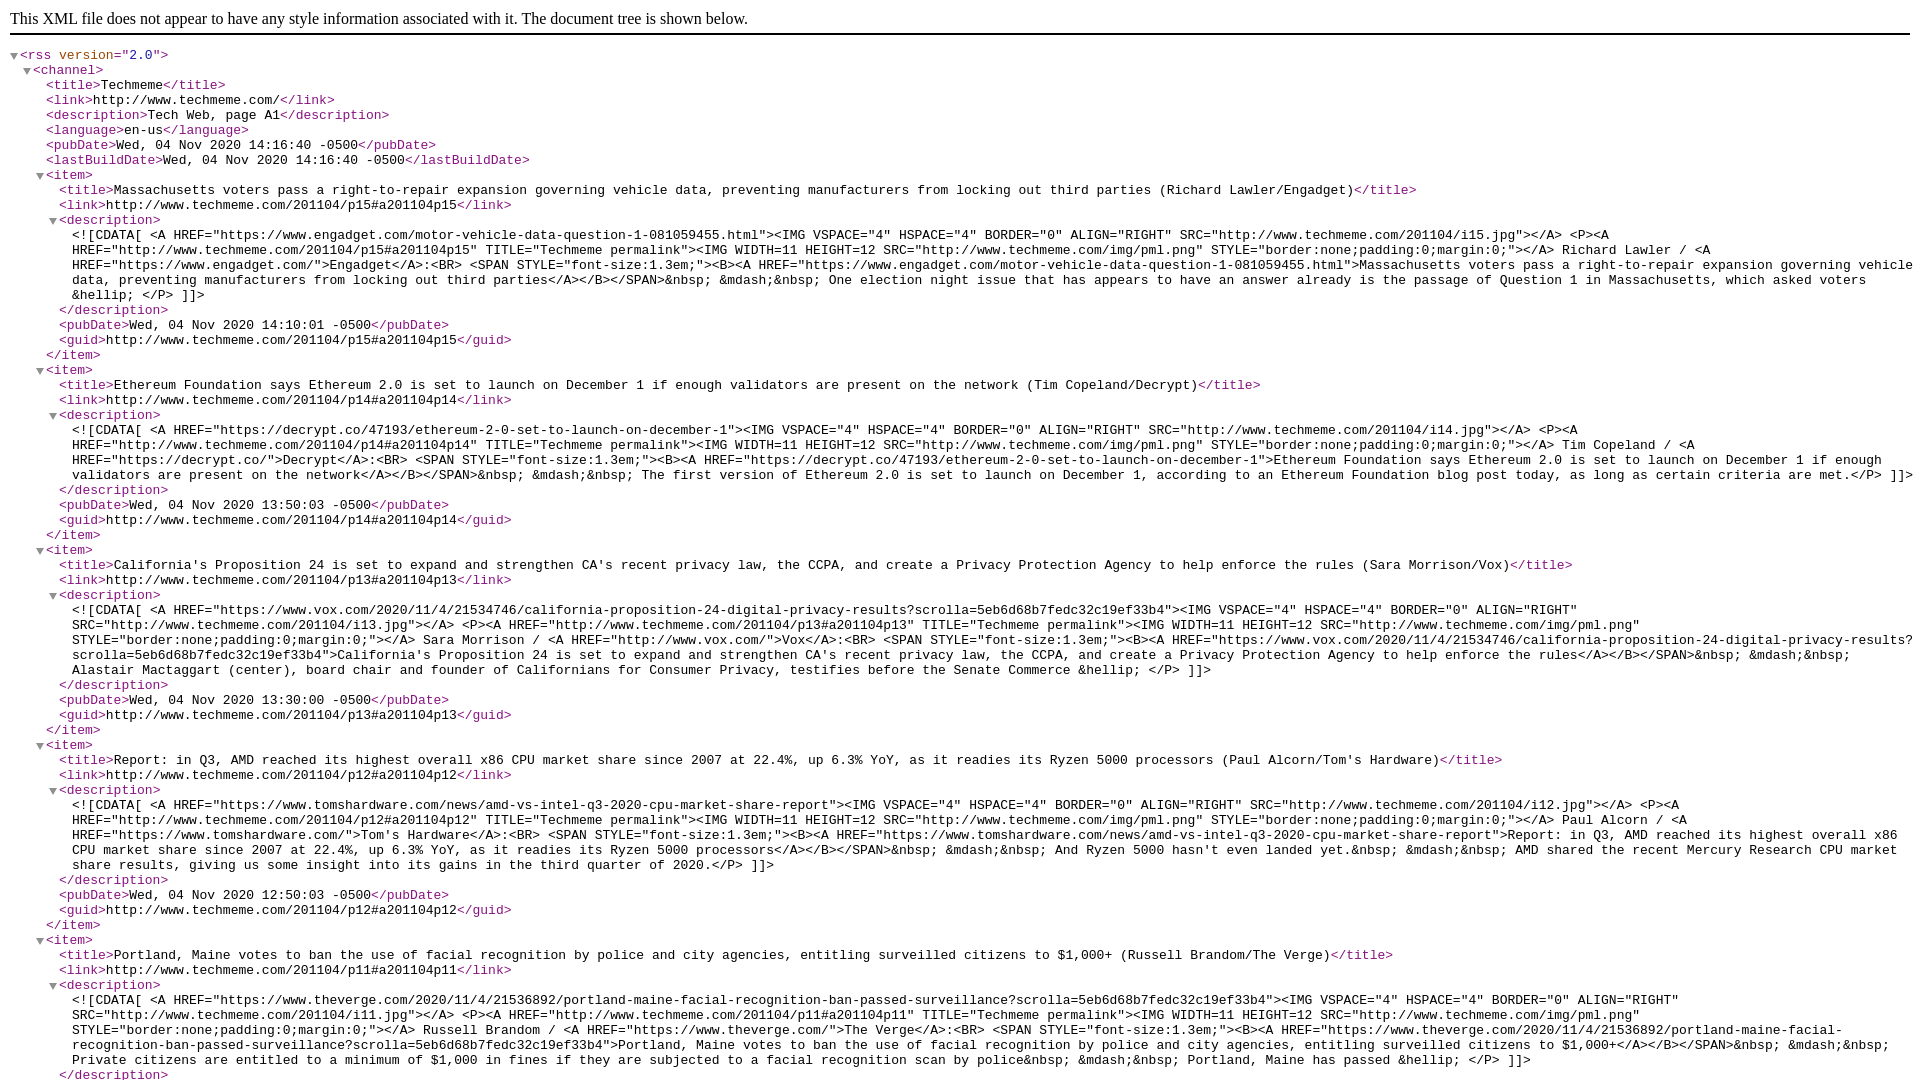 This XML file does not appear to have any style information associated with it. The document tree is shown below.
<rss version="2.0">
<channel>
<title>Techmeme</title>
<link>http://www.techmeme.com/</link>
<description>Tech Web, page A1</description>
<language>en-us</language>
<pubDate>Wed, 04 Nov 2020 14:16:40 -0500</pubDate>
<lastBuildDate>Wed, 04 Nov 2020 14:16:40 -0500</lastBuildDate>
<item>
<title>Massachusetts voters pass a right-to-repair expansion governing vehicle data, preventing manufacturers from locking out third parties (Richard Lawler/Engadget)</title>
<link>http://www.techmeme.com/201104/p15#a201104p15</link>
<description>
<![CDATA[ <A HREF="https://www.engadget.com/motor-vehicle-data-question-1-081059455.html"><IMG VSPACE="4" HSPACE="4" BORDER="0" ALIGN="RIGHT" SRC="http://www.techmeme.com/201104/i15.jpg"></A> <P><A
HREF="http://www.techmeme.com/201104/p15#a201104p15" TITLE="Techmeme permalink"><IMG WIDTH=11 HEIGHT=12 SRC="http://www.techmeme.com/img/pml.png" STYLE="border:none;padding:0;margin:0;"></A> Richard Lawler / <A
HREF="https://www.engadget.com/">Engadget</A>:<BR> <SPAN STYLE="font-size:1.3em;"><B><A HREF="https://www.engadget.com/motor-vehicle-data-question-1-081059455.html">Massachusetts voters pass a right-to-repair expansion governing vehicle
data, preventing manufacturers from locking out third parties</A></B></SPAN>&nbsp; &mdash;&nbsp; One election night issue that has appears to have an answer already is the passage of Question 1 in Massachusetts, which asked voters
&hellip; </P> ]]>
</description>
<pubDate>Wed, 04 Nov 2020 14:10:01 -0500</pubDate>
<guid>http://www.techmeme.com/201104/p15#a201104p15</guid>
</item>
<item>
<title>Ethereum Foundation says Ethereum 2.0 is set to launch on December 1 if enough validators are present on the network (Tim Copeland/Decrypt)</title>
<link>http://www.techmeme.com/201104/p14#a201104p14</link>
<description>
<![CDATA[ <A HREF="https://decrypt.co/47193/ethereum-2-0-set-to-launch-on-december-1"><IMG VSPACE="4" HSPACE="4" BORDER="0" ALIGN="RIGHT" SRC="http://www.techmeme.com/201104/i14.jpg"></A> <P><A
HREF="http://www.techmeme.com/201104/p14#a201104p14" TITLE="Techmeme permalink"><IMG WIDTH=11 HEIGHT=12 SRC="http://www.techmeme.com/img/pml.png" STYLE="border:none;padding:0;margin:0;"></A> Tim Copeland / <A
HREF="https://decrypt.co/">Decrypt</A>:<BR> <SPAN STYLE="font-size:1.3em;"><B><A HREF="https://decrypt.co/47193/ethereum-2-0-set-to-launch-on-december-1">Ethereum Foundation says Ethereum 2.0 is set to launch on December 1 if enough
validators are present on the network</A></B></SPAN>&nbsp; &mdash;&nbsp; The first version of Ethereum 2.0 is set to launch on December 1, according to an Ethereum Foundation blog post today, as long as certain criteria are met.</P> ]]>
</description>
<pubDate>Wed, 04 Nov 2020 13:50:03 -0500</pubDate>
<guid>http://www.techmeme.com/201104/p14#a201104p14</guid>
</item>
<item>
<title>California's Proposition 24 is set to expand and strengthen CA's recent privacy law, the CCPA, and create a Privacy Protection Agency to help enforce the rules (Sara Morrison/Vox)</title>
<link>http://www.techmeme.com/201104/p13#a201104p13</link>
<description>
<![CDATA[ <A HREF="https://www.vox.com/2020/11/4/21534746/california-proposition-24-digital-privacy-results?scrolla=5eb6d68b7fedc32c19ef33b4"><IMG VSPACE="4" HSPACE="4" BORDER="0" ALIGN="RIGHT"
SRC="http://www.techmeme.com/201104/i13.jpg"></A> <P><A HREF="http://www.techmeme.com/201104/p13#a201104p13" TITLE="Techmeme permalink"><IMG WIDTH=11 HEIGHT=12 SRC="http://www.techmeme.com/img/pml.png"
STYLE="border:none;padding:0;margin:0;"></A> Sara Morrison / <A HREF="http://www.vox.com/">Vox</A>:<BR> <SPAN STYLE="font-size:1.3em;"><B><A HREF="https://www.vox.com/2020/11/4/21534746/california-proposition-24-digital-privacy-results?
scrolla=5eb6d68b7fedc32c19ef33b4">California's Proposition 24 is set to expand and strengthen CA's recent privacy law, the CCPA, and create a Privacy Protection Agency to help enforce the rules</A></B></SPAN>&nbsp; &mdash;&nbsp;
Alastair Mactaggart (center), board chair and founder of Californians for Consumer Privacy, testifies before the Senate Commerce &hellip; </P> ]]>
</description>
<pubDate>Wed, 04 Nov 2020 13:30:00 -0500</pubDate>
<guid>http://www.techmeme.com/201104/p13#a201104p13</guid>
</item>
<item>
<title>Report: in Q3, AMD reached its highest overall x86 CPU market share since 2007 at 22.4%, up 6.3% YoY, as it readies its Ryzen 5000 processors (Paul Alcorn/Tom's Hardware)</title>
<link>http://www.techmeme.com/201104/p12#a201104p12</link>
<description>
<![CDATA[ <A HREF="https://www.tomshardware.com/news/amd-vs-intel-q3-2020-cpu-market-share-report"><IMG VSPACE="4" HSPACE="4" BORDER="0" ALIGN="RIGHT" SRC="http://www.techmeme.com/201104/i12.jpg"></A> <P><A
HREF="http://www.techmeme.com/201104/p12#a201104p12" TITLE="Techmeme permalink"><IMG WIDTH=11 HEIGHT=12 SRC="http://www.techmeme.com/img/pml.png" STYLE="border:none;padding:0;margin:0;"></A> Paul Alcorn / <A
HREF="https://www.tomshardware.com/">Tom's Hardware</A>:<BR> <SPAN STYLE="font-size:1.3em;"><B><A HREF="https://www.tomshardware.com/news/amd-vs-intel-q3-2020-cpu-market-share-report">Report: in Q3, AMD reached its highest overall x86
CPU market share since 2007 at 22.4%, up 6.3% YoY, as it readies its Ryzen 5000 processors</A></B></SPAN>&nbsp; &mdash;&nbsp; And Ryzen 5000 hasn't even landed yet.&nbsp; &mdash;&nbsp; AMD shared the recent Mercury Research CPU market
share results, giving us some insight into its gains in the third quarter of 2020.</P> ]]>
</description>
<pubDate>Wed, 04 Nov 2020 12:50:03 -0500</pubDate>
<guid>http://www.techmeme.com/201104/p12#a201104p12</guid>
</item>
<item>
<title>Portland, Maine votes to ban the use of facial recognition by police and city agencies, entitling surveilled citizens to $1,000+ (Russell Brandom/The Verge)</title>
<link>http://www.techmeme.com/201104/p11#a201104p11</link>
<description>
<![CDATA[ <A HREF="https://www.theverge.com/2020/11/4/21536892/portland-maine-facial-recognition-ban-passed-surveillance?scrolla=5eb6d68b7fedc32c19ef33b4"><IMG VSPACE="4" HSPACE="4" BORDER="0" ALIGN="RIGHT"
SRC="http://www.techmeme.com/201104/i11.jpg"></A> <P><A HREF="http://www.techmeme.com/201104/p11#a201104p11" TITLE="Techmeme permalink"><IMG WIDTH=11 HEIGHT=12 SRC="http://www.techmeme.com/img/pml.png"
STYLE="border:none;padding:0;margin:0;"></A> Russell Brandom / <A HREF="https://www.theverge.com/">The Verge</A>:<BR> <SPAN STYLE="font-size:1.3em;"><B><A HREF="https://www.theverge.com/2020/11/4/21536892/portland-maine-facial-
recognition-ban-passed-surveillance?scrolla=5eb6d68b7fedc32c19ef33b4">Portland, Maine votes to ban the use of facial recognition by police and city agencies, entitling surveilled citizens to $1,000+</A></B></SPAN>&nbsp; &mdash;&nbsp;
Private citizens are entitled to a minimum of $1,000 in fines if they are subjected to a facial recognition scan by police&nbsp; &mdash;&nbsp; Portland, Maine has passed &hellip; </P> ]]>
</description>